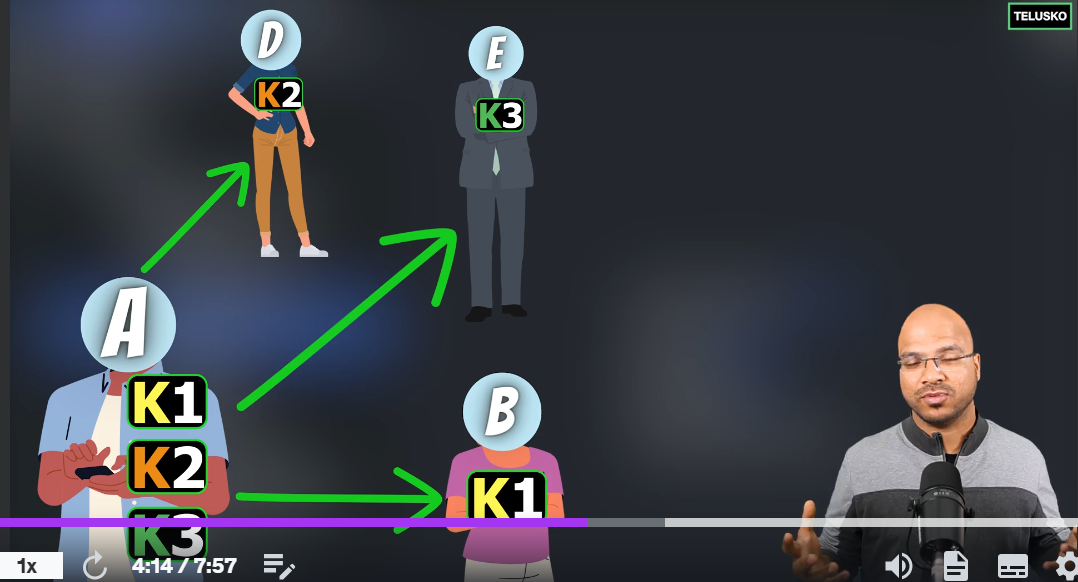 TELUSKO
D
E
K2
K3
A
K1
K2
K3
B
K1
1x
4:14 / 7:57